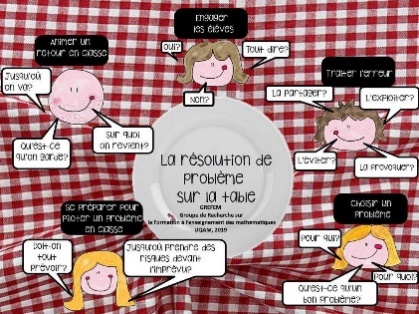 Engager
les élèves
Qui?
Tout dire?
Non?
Animer un
retour en classe
Jusqu'où
on va?
Qu'est-ce
qu'on garde?
Sur quoi
on revient?
Traiter l'erreur
La partager?
L'exploiter?
L'éviter?
La provoquer?
La résolution de
problème
sur la table
GREFEM
Groupe de Recherche sur
la Formation à l'enseignement des mathématiques
UQAM, 2019
Se préparer pour
piloter un problème
en classe
Doit-on
tout
prévoir?
Jusqu'où prendre des
risques devant
l'imprévu?
Choisir un
problème
Pour qui?
Pour quoi?
Qu'est-ce qu'un
bon problème?